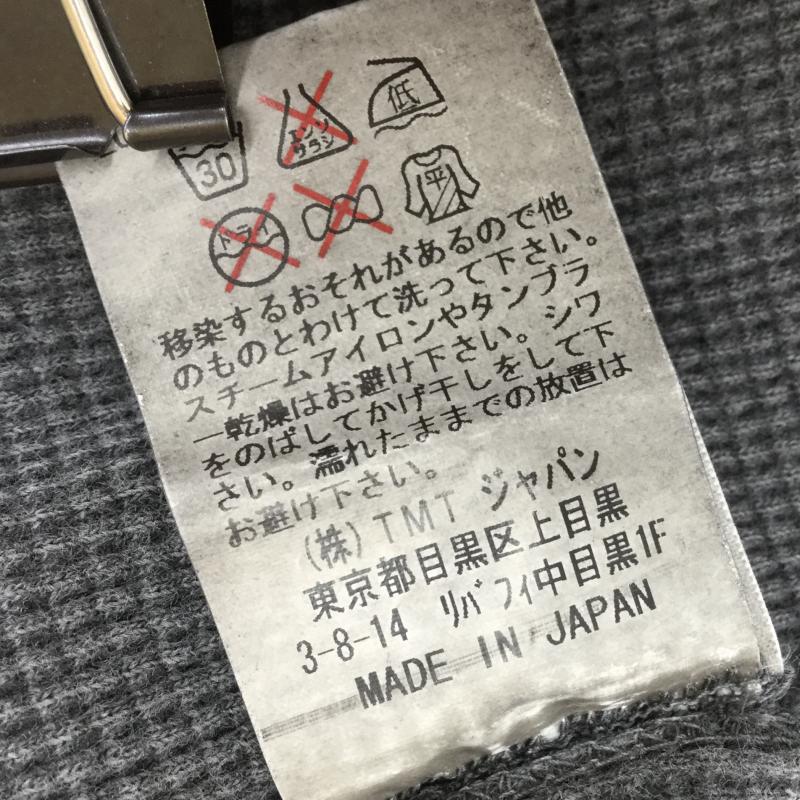 30
エンソ
サラシ
低
ドライ
平
移染するおそれがあるので他
のものとわけて洗って下さい。
スチームアイロンやタンブラ
ー乾燥はお避け下さい。シワ
をのばしてかげ干しをして下
さい。濡れたままでの放置は
お避け下さい。
(株)TMT ジャパン
東京都目黒区上目黒
3-8-14 リバフィ中目黒1F
MADE IN JAPAN